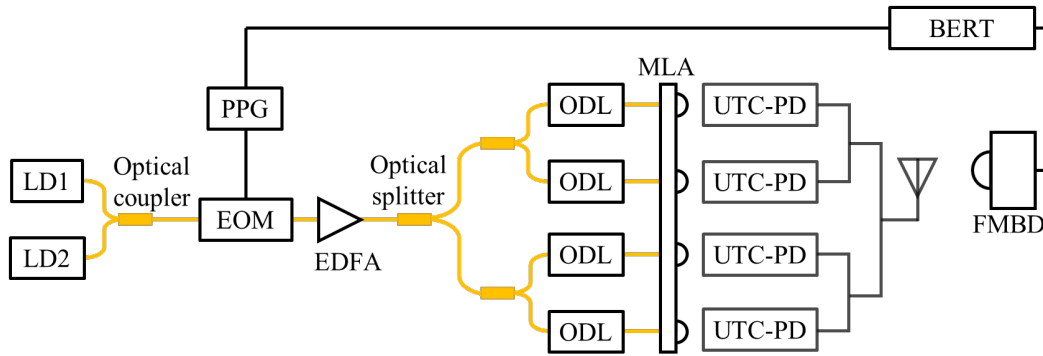 BERT
MLA
ODL
UTC-PD
PPG
Optical
coupler
Optical
splitter
LD1
ODL
UTC-PD
EOM
LD2
EDFA
FMBD
ODL
UTC-PD
ODL
UTC-PD